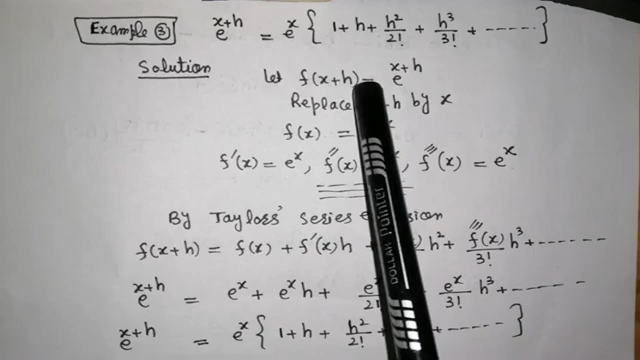 Example ③ e^{x+h} = e^x { 1 + h + h²/2! + h³/3! + ----- }
Solution Let f(x+h) = e^{x+h}
Replace h by x
f(x) =
f'(x) = e^x, f''(x) , f'''(x) = e^x
By Taylors' Series
f(x+h) = f(x) + f'(x)h + h² + f'''(x)/3! h³ + ------
e^{x+h} = e^x + e^x h + e^x/2! + e^x/3! h³ + ---- -
e^{x+h} = e^x { 1 + h + h²/2! + ----- }
DOLLAR Pointer